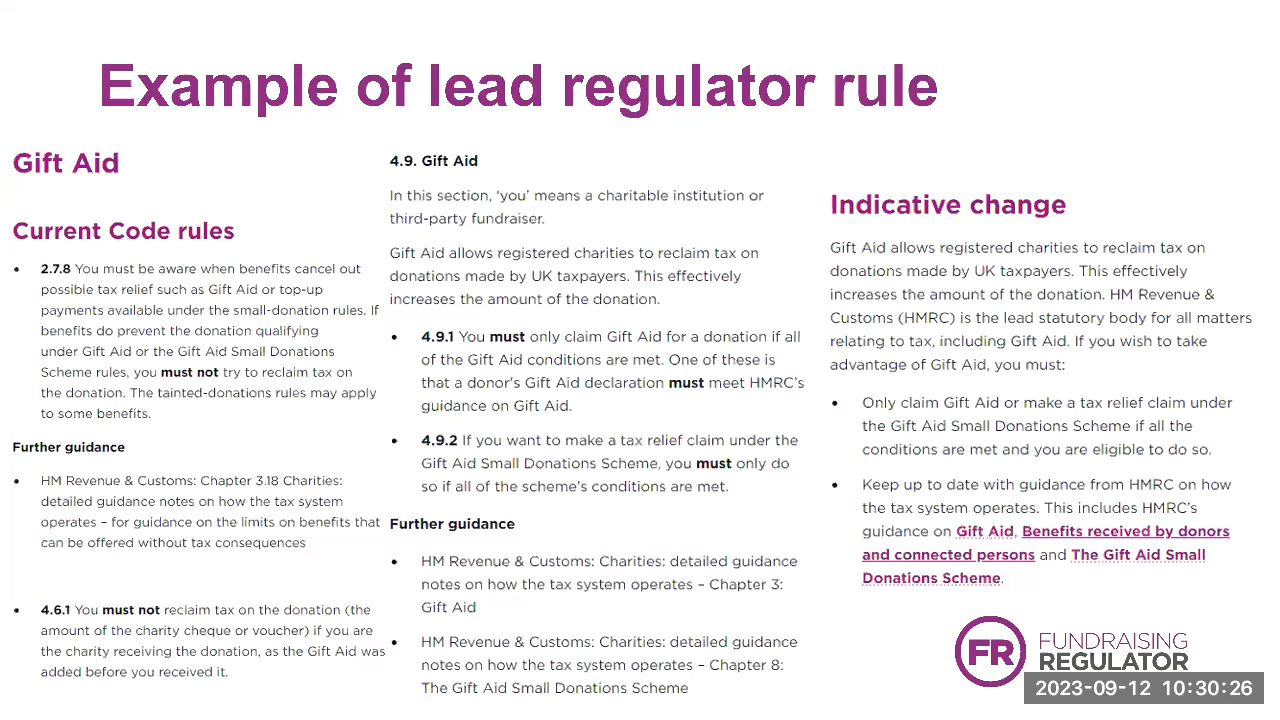 Example of lead regulator rule
Gift Aid
Current Code rules
• 2.7.8 You must be aware when benefits cancel out
possible tax relief such as Gift Aid or top-up
payments available under the small-donation rules. If
benefits do prevent the donation qualifying
under Gift Aid or the Gift Aid Small Donations
Scheme rules, you must not try to reclaim tax on
the donation. The tainted-donations rules may apply
to some benefits.
Further guidance
• HM Revenue & Customs: Chapter 3.18 Charities:
detailed guidance notes on how the tax system
operates – for guidance on the limits on benefits that
can be offered without tax consequences
• 4.6.1 You must not reclaim tax on the donation (the
amount of the charity cheque or voucher) if you are
the charity receiving the donation, as the Gift Aid was
added before you received it.
4.9. Gift Aid
In this section, ‘you’ means a charitable institution or
third-party fundraiser.
Gift Aid allows registered charities to reclaim tax on
donations made by UK taxpayers. This effectively
increases the amount of the donation.
• 4.9.1 You must only claim Gift Aid for a donation if all
of the Gift Aid conditions are met. One of these is
that a donor's Gift Aid declaration must meet HMRC’s
guidance on Gift Aid.
• 4.9.2 If you want to make a tax relief claim under the
Gift Aid Small Donations Scheme, you must only do
so if all of the scheme's conditions are met.
Further guidance
• HM Revenue & Customs: Charities: detailed guidance
notes on how the tax system operates – Chapter 3:
Gift Aid
• HM Revenue & Customs: Charities: detailed guidance
notes on how the tax system operates – Chapter 8:
The Gift Aid Small Donations Scheme
Indicative change
Gift Aid allows registered charities to reclaim tax on
donations made by UK taxpayers. This effectively
increases the amount of the donation. HM Revenue &
Customs (HMRC) is the lead statutory body for all matters
relating to tax, including Gift Aid. If you wish to take
advantage of Gift Aid, you must:
• Only claim Gift Aid or make a tax relief claim under
the Gift Aid Small Donations Scheme if all the
conditions are met and you are eligible to do so.
• Keep up to date with guidance from HMRC on how
the tax system operates. This includes HMRC’s
guidance on Gift Aid, Benefits received by donors
and connected persons and The Gift Aid Small
Donations Scheme.
FR FUNDRAISING
REGULATOR
2023-09-12 10:30:26